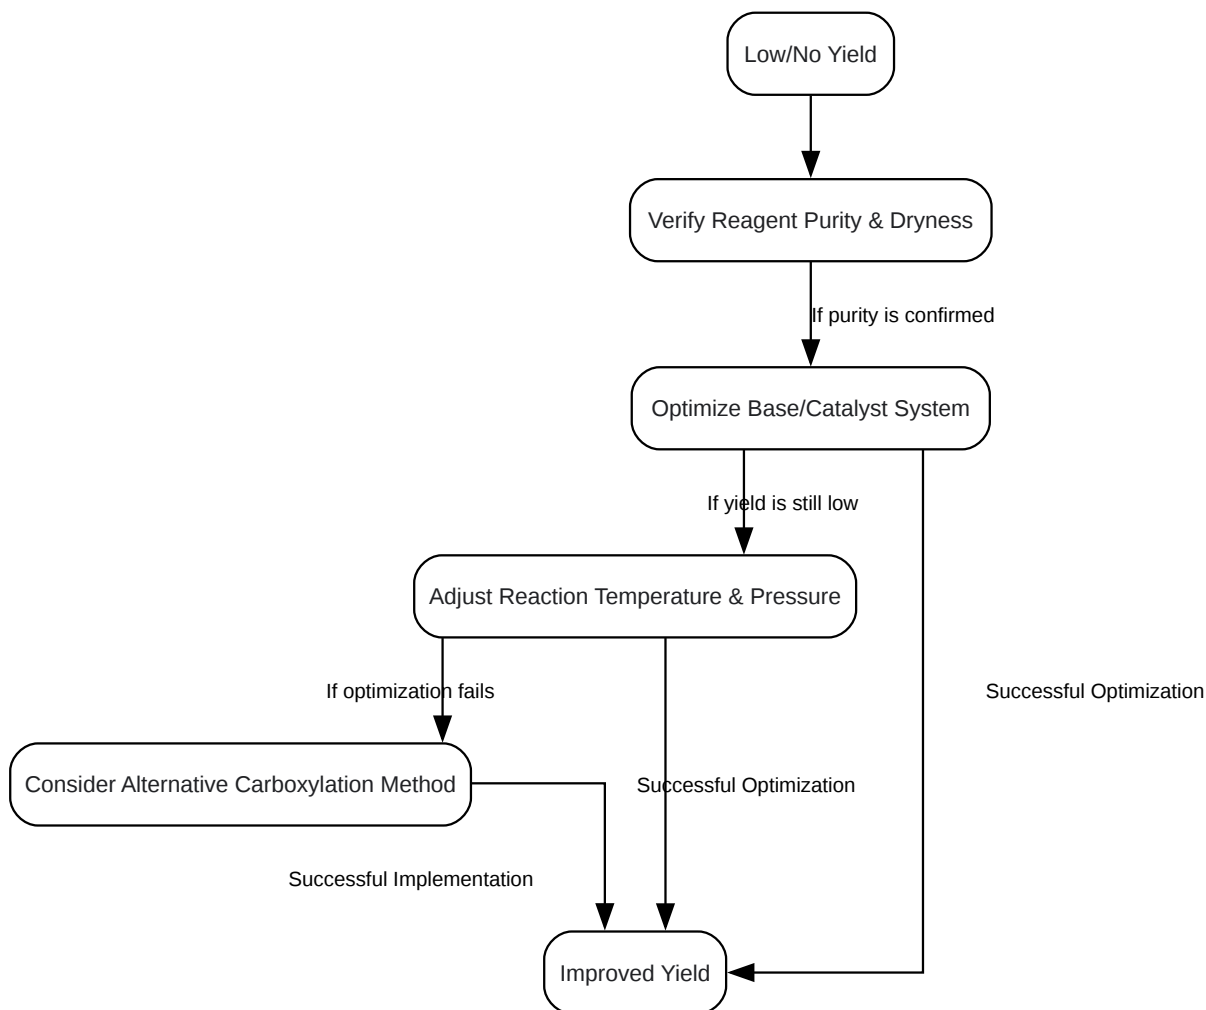 Low/No Yield
Verify Reagent Purity & Dryness
If purity is confirmed
Optimize Base/Catalyst System
If yield is still low
Adjust Reaction Temperature & Pressure
If optimization fails
Successful Optimization
Consider Alternative Carboxylation Method
Successful Optimization
Successful Implementation
Improved Yield